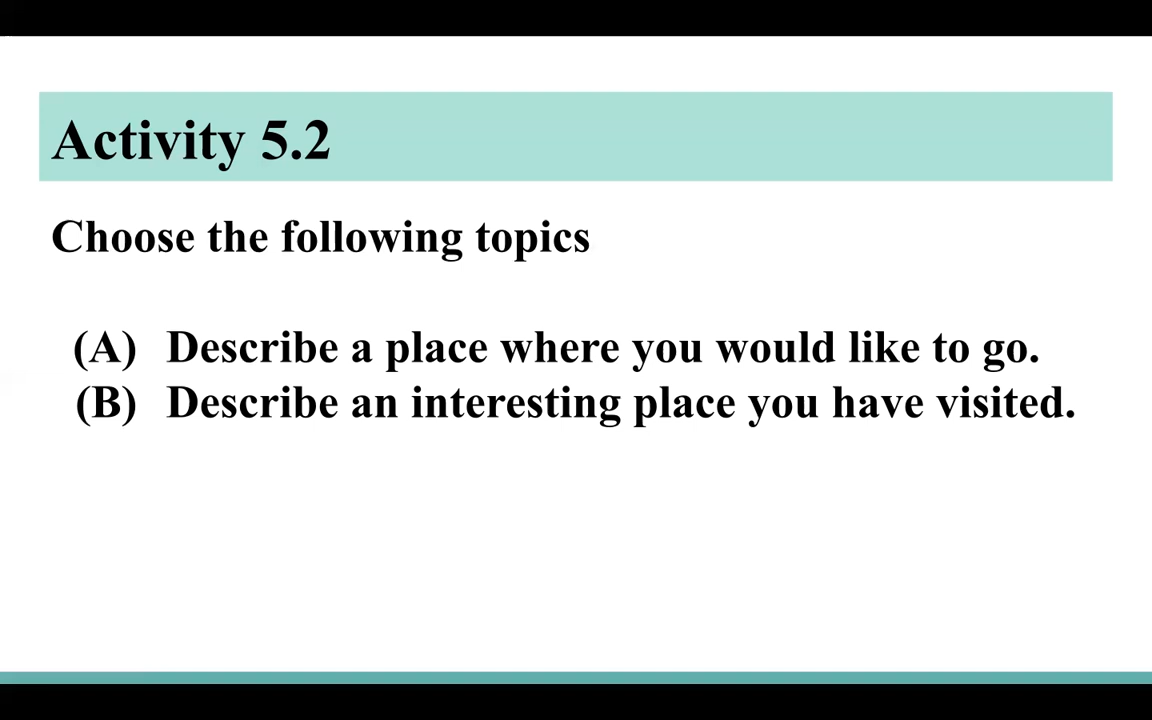 Activity 5.2
Choose the following topics
(A) Describe a place where you would like to go.
(B) Describe an interesting place you have visited.